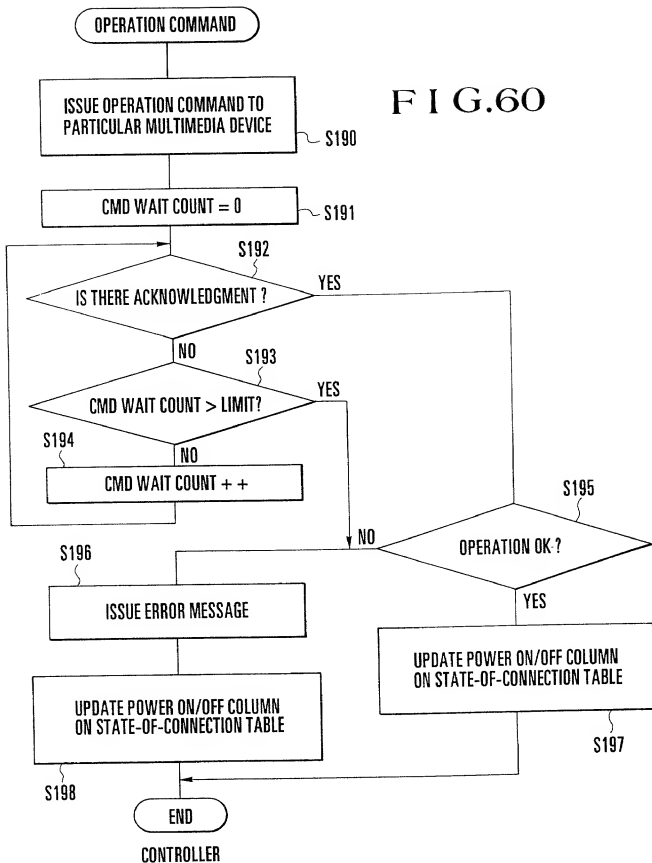 OPERATION COMMAND
FIG.60
ISSUE OPERATION COMMAND TO
PARTICULAR MULTIMEDIA DEVICE
S190
CMD WAIT COUNT = 0
S191
S192
IS THERE ACKNOWLEDGMENT ?
YES
NO
S193
CMD WAIT COUNT > LIMIT?
YES
S194
NO
CMD WAIT COUNT + +
S195
NO
OPERATION OK ?
YES
S196
ISSUE ERROR MESSAGE
UPDATE POWER ON/OFF COLUMN
ON STATE-OF-CONNECTION TABLE
S197
UPDATE POWER ON/OFF COLUMN
ON STATE-OF-CONNECTION TABLE
S198
END
CONTROLLER